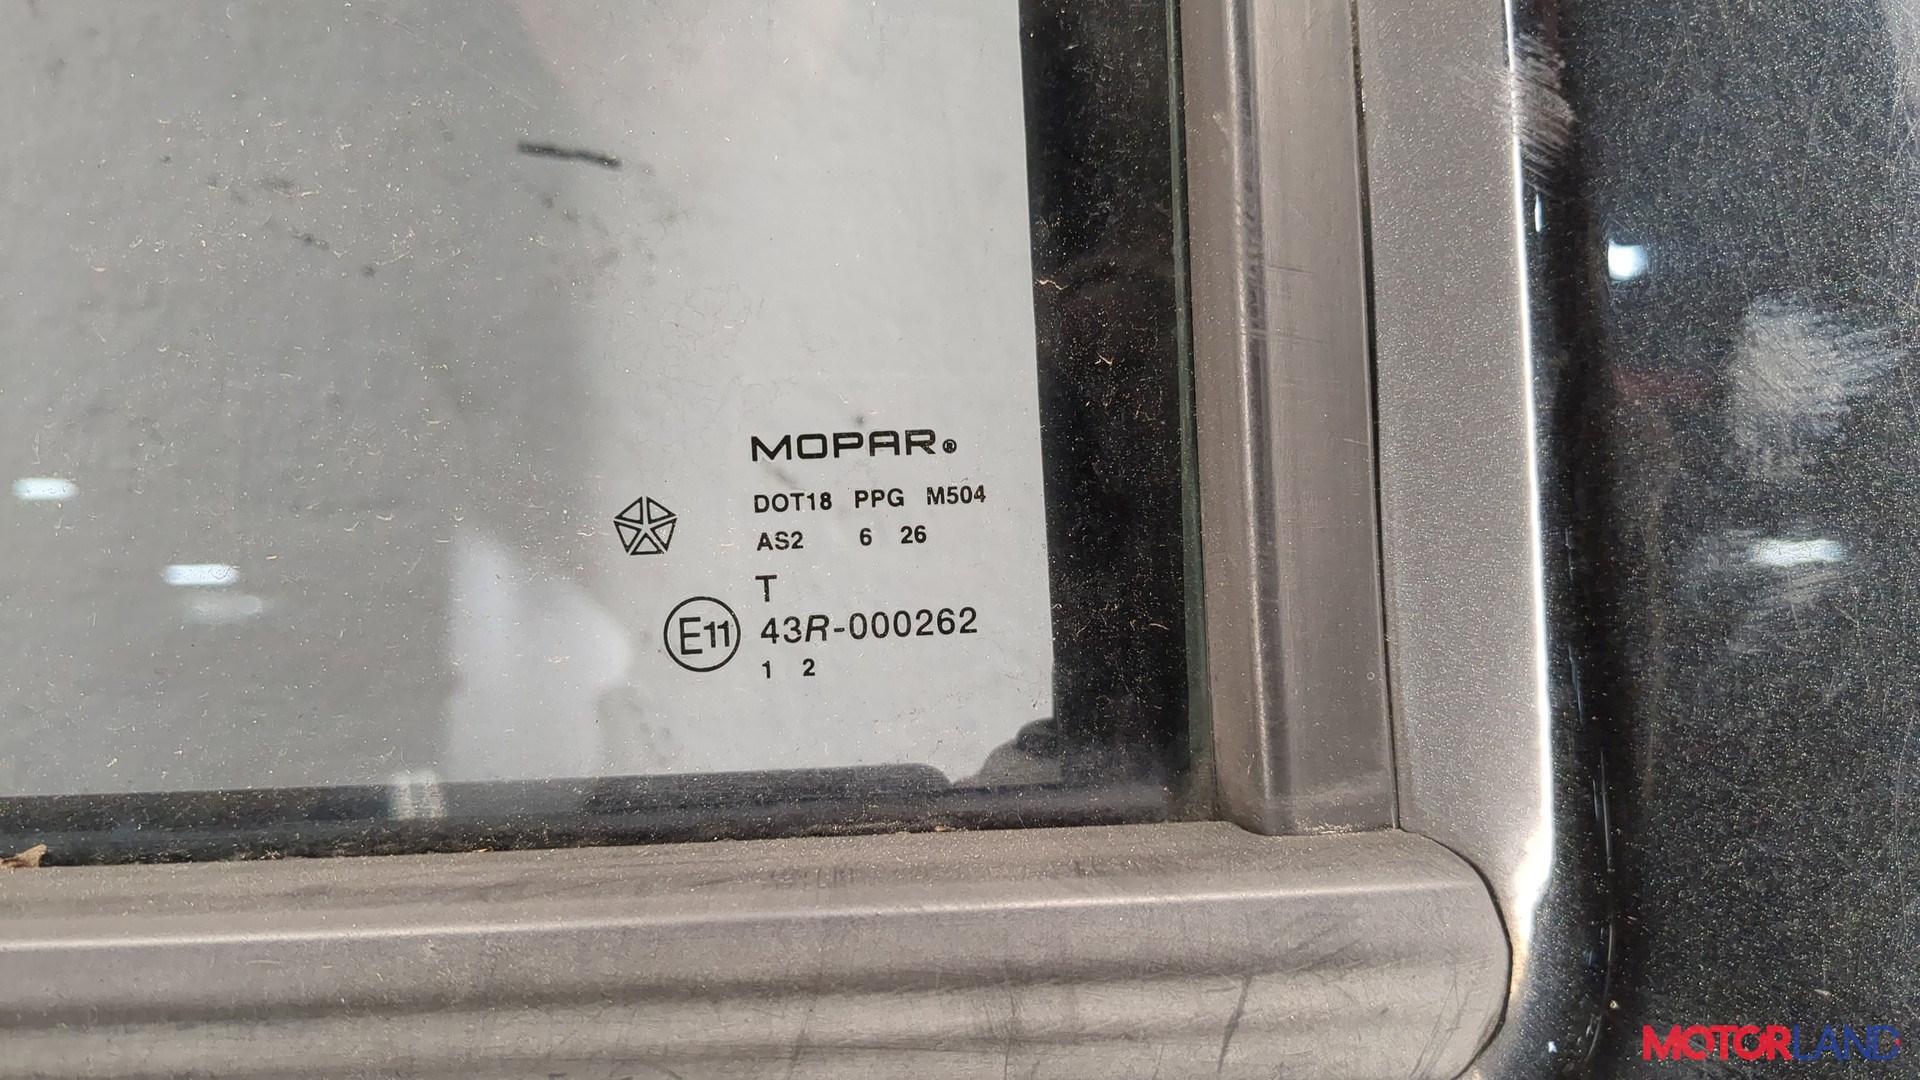 MOPAR®
DOT18 PPG M504
AS2 6 26
T
E11 43R-000262
1 2
MOTORLAND